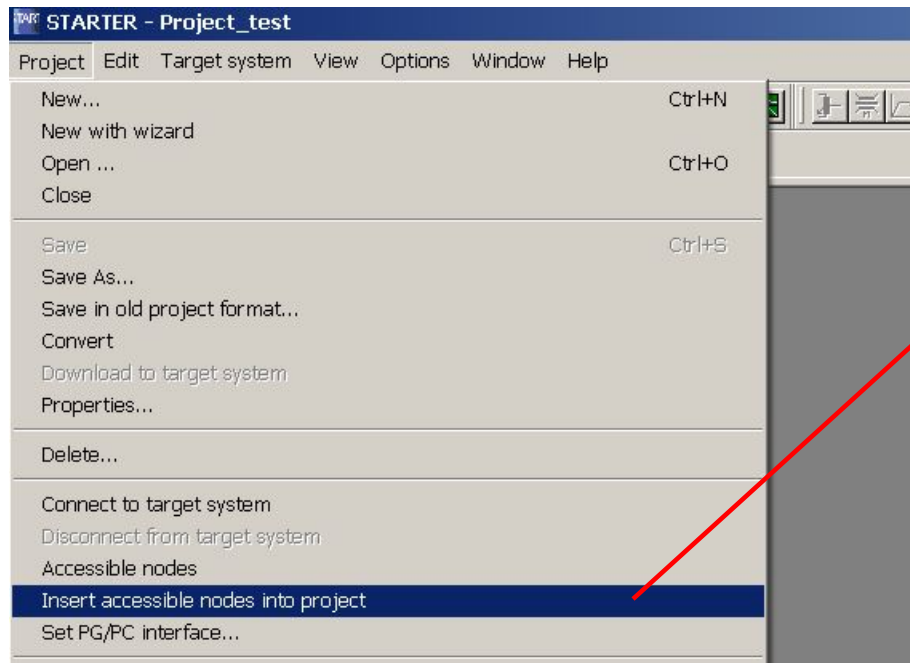 STARTER - Project_test
Project Edit Target system View Options Window Help
New... Ctrl+N
New with wizard
Open ... Ctrl+O
Close
Save Ctrl+S
Save As...
Save in old project format...
Convert
Download to target system
Properties...
Delete...
Connect to target system
Disconnect from target system
Accessible nodes
Insert accessible nodes into project
Set PG/PC interface...